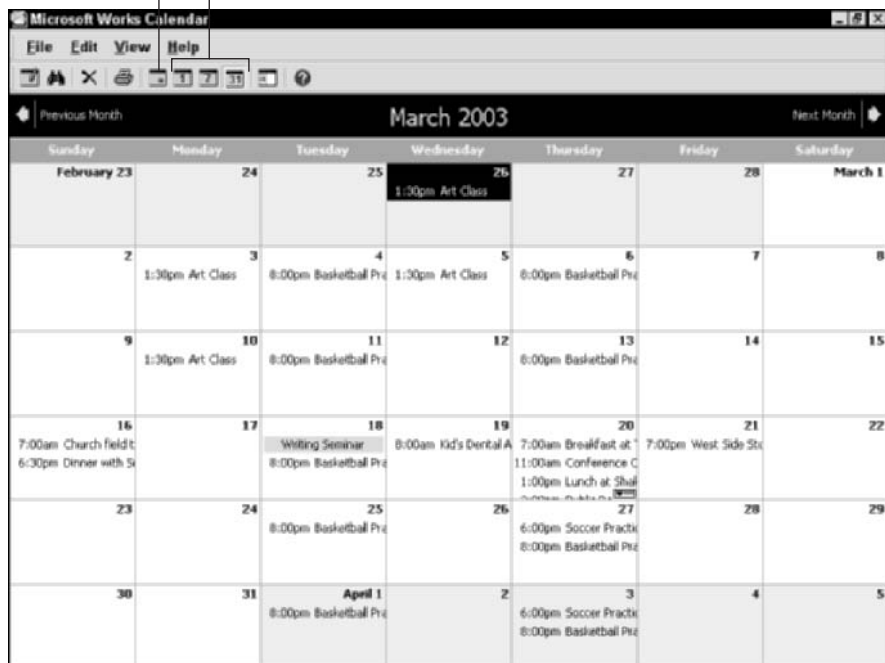 Microsoft Works Calendar
File Edit View Help
1 7 31
Previous Month March 2003 Next Month
Sunday Monday Tuesday Wednesday Thursday Friday Saturday
February 23 24 25 26 27 28 March 1
1:30pm Art Class
2 3 4 5 6 7 8
1:30pm Art Class 8:00pm Basketball Pra 1:30pm Art Class 8:00pm Basketball Pra
9 10 11 12 13 14 15
1:30pm Art Class 8:00pm Basketball Pra 8:00pm Basketball Pra
16 17 18 19 20 21 22
7:00am Church field t Writing Seminar 8:00am Kid's Dental A 7:00am Breakfast at 7:00pm West Side Sto
6:30pm Dinner with 8:00pm Basketball Pra 11:00am Conference C
1:00pm Lunch at
23 24 25 26 27 28 29
8:00pm Basketball Pra 6:00pm Soccer Practic
8:00pm Basketball Pra
30 31 April 1 2 3 4 5
8:00pm Basketball Pra 6:00pm Soccer Practic
8:00pm Basketball Pra